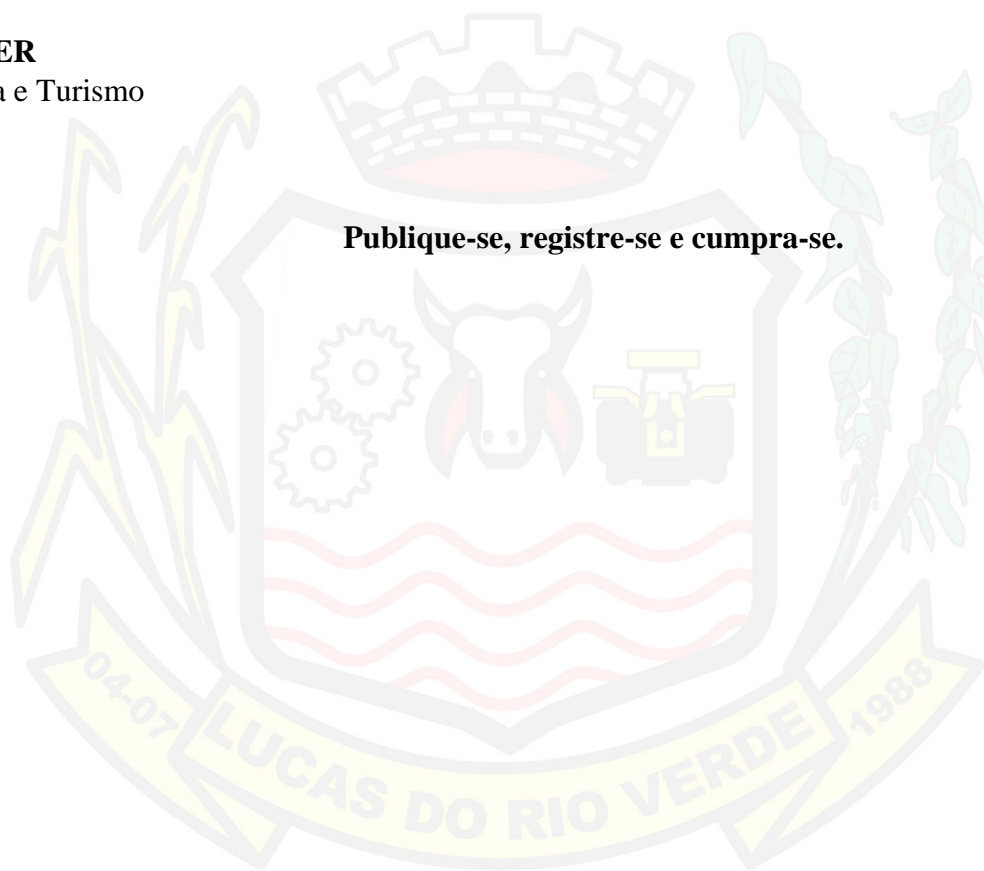 ER
a e Turismo
Publique-se, registre-se e cumpra-se.
04-07 LUCAS DO RIO VERDE 1988